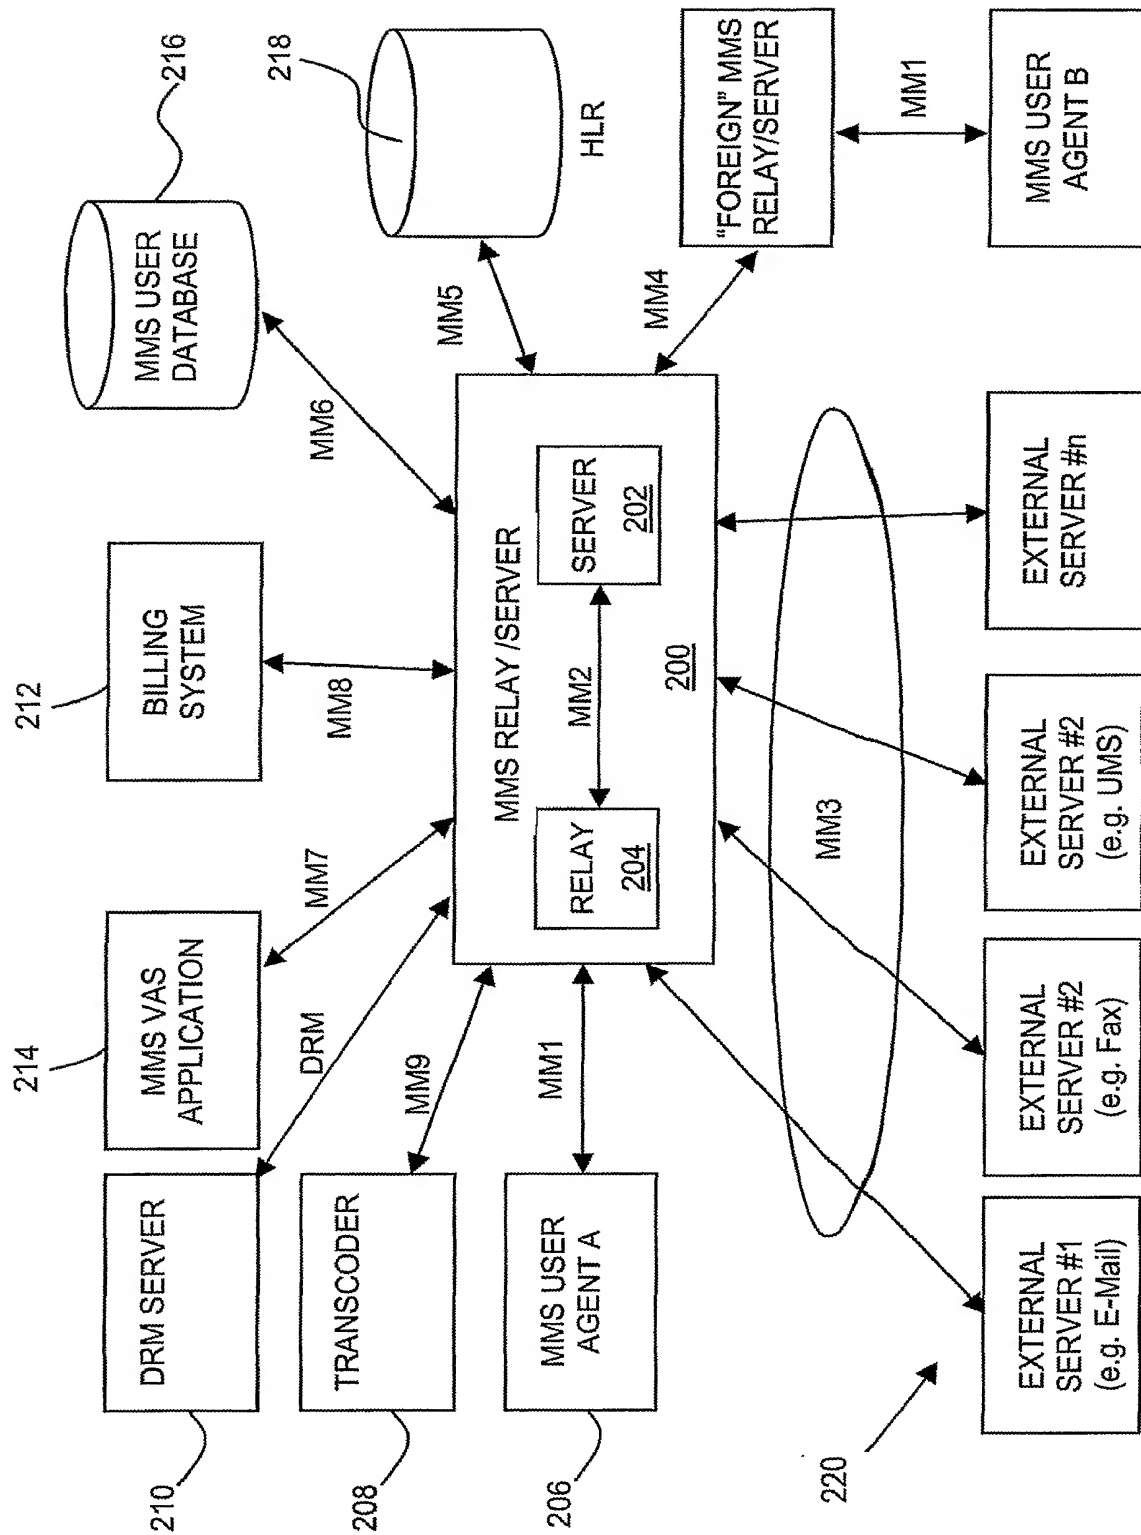 210
DRM SERVER
214
MMS VAS
APPLICATION
212
BILLING
SYSTEM
MMS USER
DATABASE
216
218
HLR
208
TRANSCODER
DRM
MM7
MM8
MM6
MM5
MM9
206
MMS USER
AGENT A
MM1
MMS RELAY /SERVER
RELAY
204
MM2
SERVER
202
200
MM4
"FOREIGN" MMS
RELAY/SERVER
MM3
MM1
220
EXTERNAL
SERVER #1
(e.g. E-Mail)
EXTERNAL
SERVER #2
(e.g. Fax)
EXTERNAL
SERVER #2
(e.g. UMS)
EXTERNAL
SERVER #n
MMS USER
AGENT B